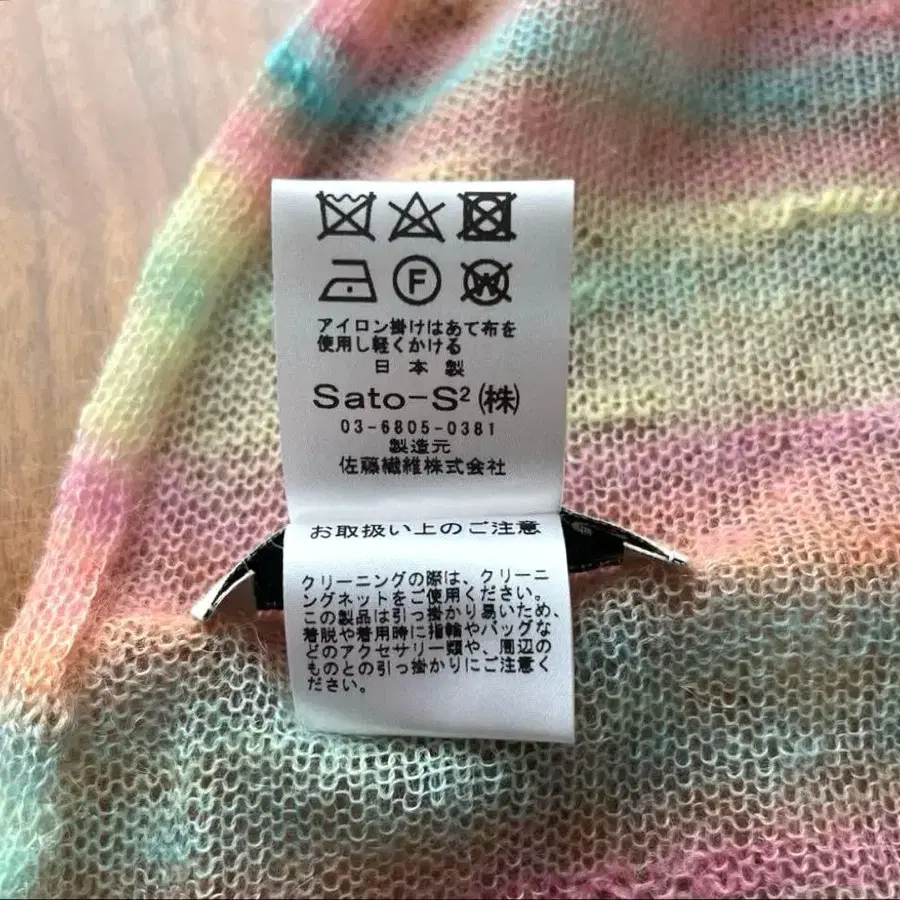 F
W
アイロン掛けはあて布を
使用し軽くかける
日本製
Sato-S²(株)
03-6805-0381
製造元
佐藤繊維株式会社
お取扱い上のご注意
クリーニングの際は、クリーニ
ングネットをご使用ください。
この製品は引っ掛かり易いため、
着脱や着用時に指輪やバッグな
どのアクセサリー類や、周辺の
ものとの引っ掛かりにご注意く
ださい。